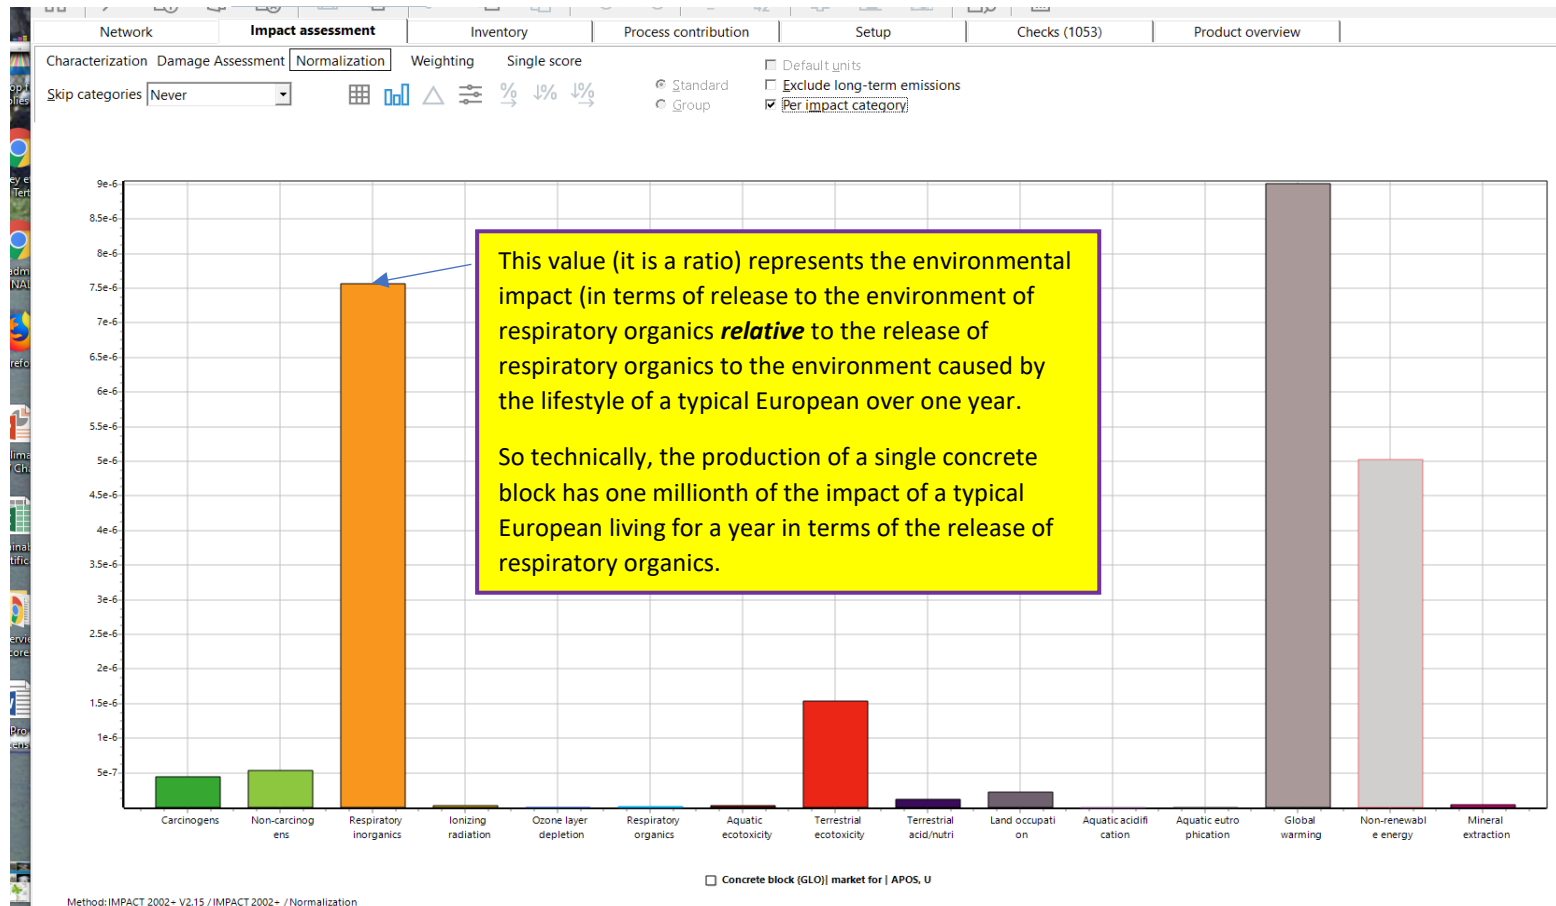 Network Impact assessment Inventory Process contribution Setup Checks (1053) Product overview
Characterization Damage Assessment Normalization Weighting Single score
Default units
Skip categories Never
Standard
Exclude long-term emissions
Group
Per impact category
9e-6
8.5e-6
8e-6
7.5e-6
7e-6
6.5e-6
6e-6
5.5e-6
5e-6
4.5e-6
4e-6
3.5e-6
3e-6
2.5e-6
2e-6
1.5e-6
1e-6
5e-7
This value (it is a ratio) represents the environmental
impact (in terms of release to the environment of
respiratory organics relative to the release of
respiratory organics to the environment caused by
the lifestyle of a typical European over one year.
So technically, the production of a single concrete
block has one millionth of the impact of a typical
European living for a year in terms of the release of
respiratory organics.
Carcinogens Non-carcinog Respiratory Ionizing Ozone layer Respiratory Aquatic Terrestrial Terrestrial Land occupati Aquatic acidifi Aquatic eutro Global Non-renewabl Mineral
ens inorganics radiation depletion organics ecotoxicity ecotoxicity acid/nutri on cation phication warming e energy extraction
Concrete block {GLO}| market for | APOS, U
Method: IMPACT 2002+ V2.15 / IMPACT 2002+ / Normalization